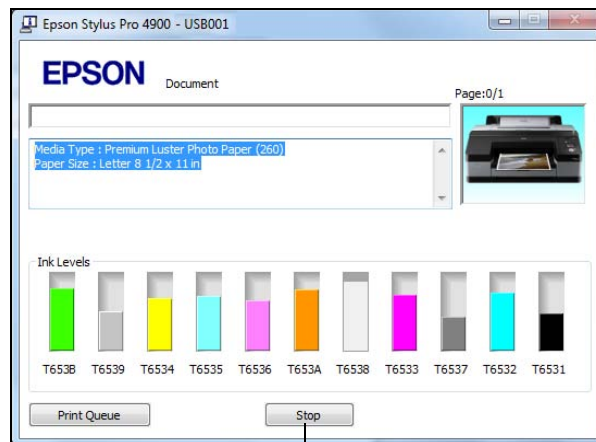 Epson Stylus Pro 4900 - USB001
EPSON
Document
Page:0/1
Media Type : Premium Luster Photo Paper (260)
Paper Size : Letter 8 1/2 x 11 in
Ink Levels
T653B T6539 T6534 T6535 T6536 T653A T6538 T6533 T6537 T6532 T6531
Print Queue
Stop